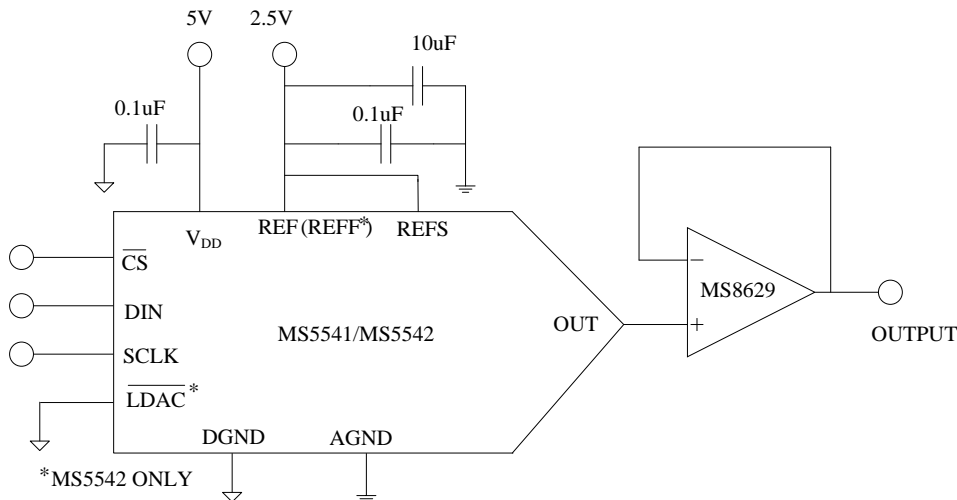 5V
2.5V
10uF
0.1uF
0.1uF
V_DD
REF (REFF*)
REFS
CS
DIN
SCLK
LDAC*
MS5541/MS5542
OUT
−
+
MS8629
OUTPUT
DGND
AGND
*MS5542 ONLY